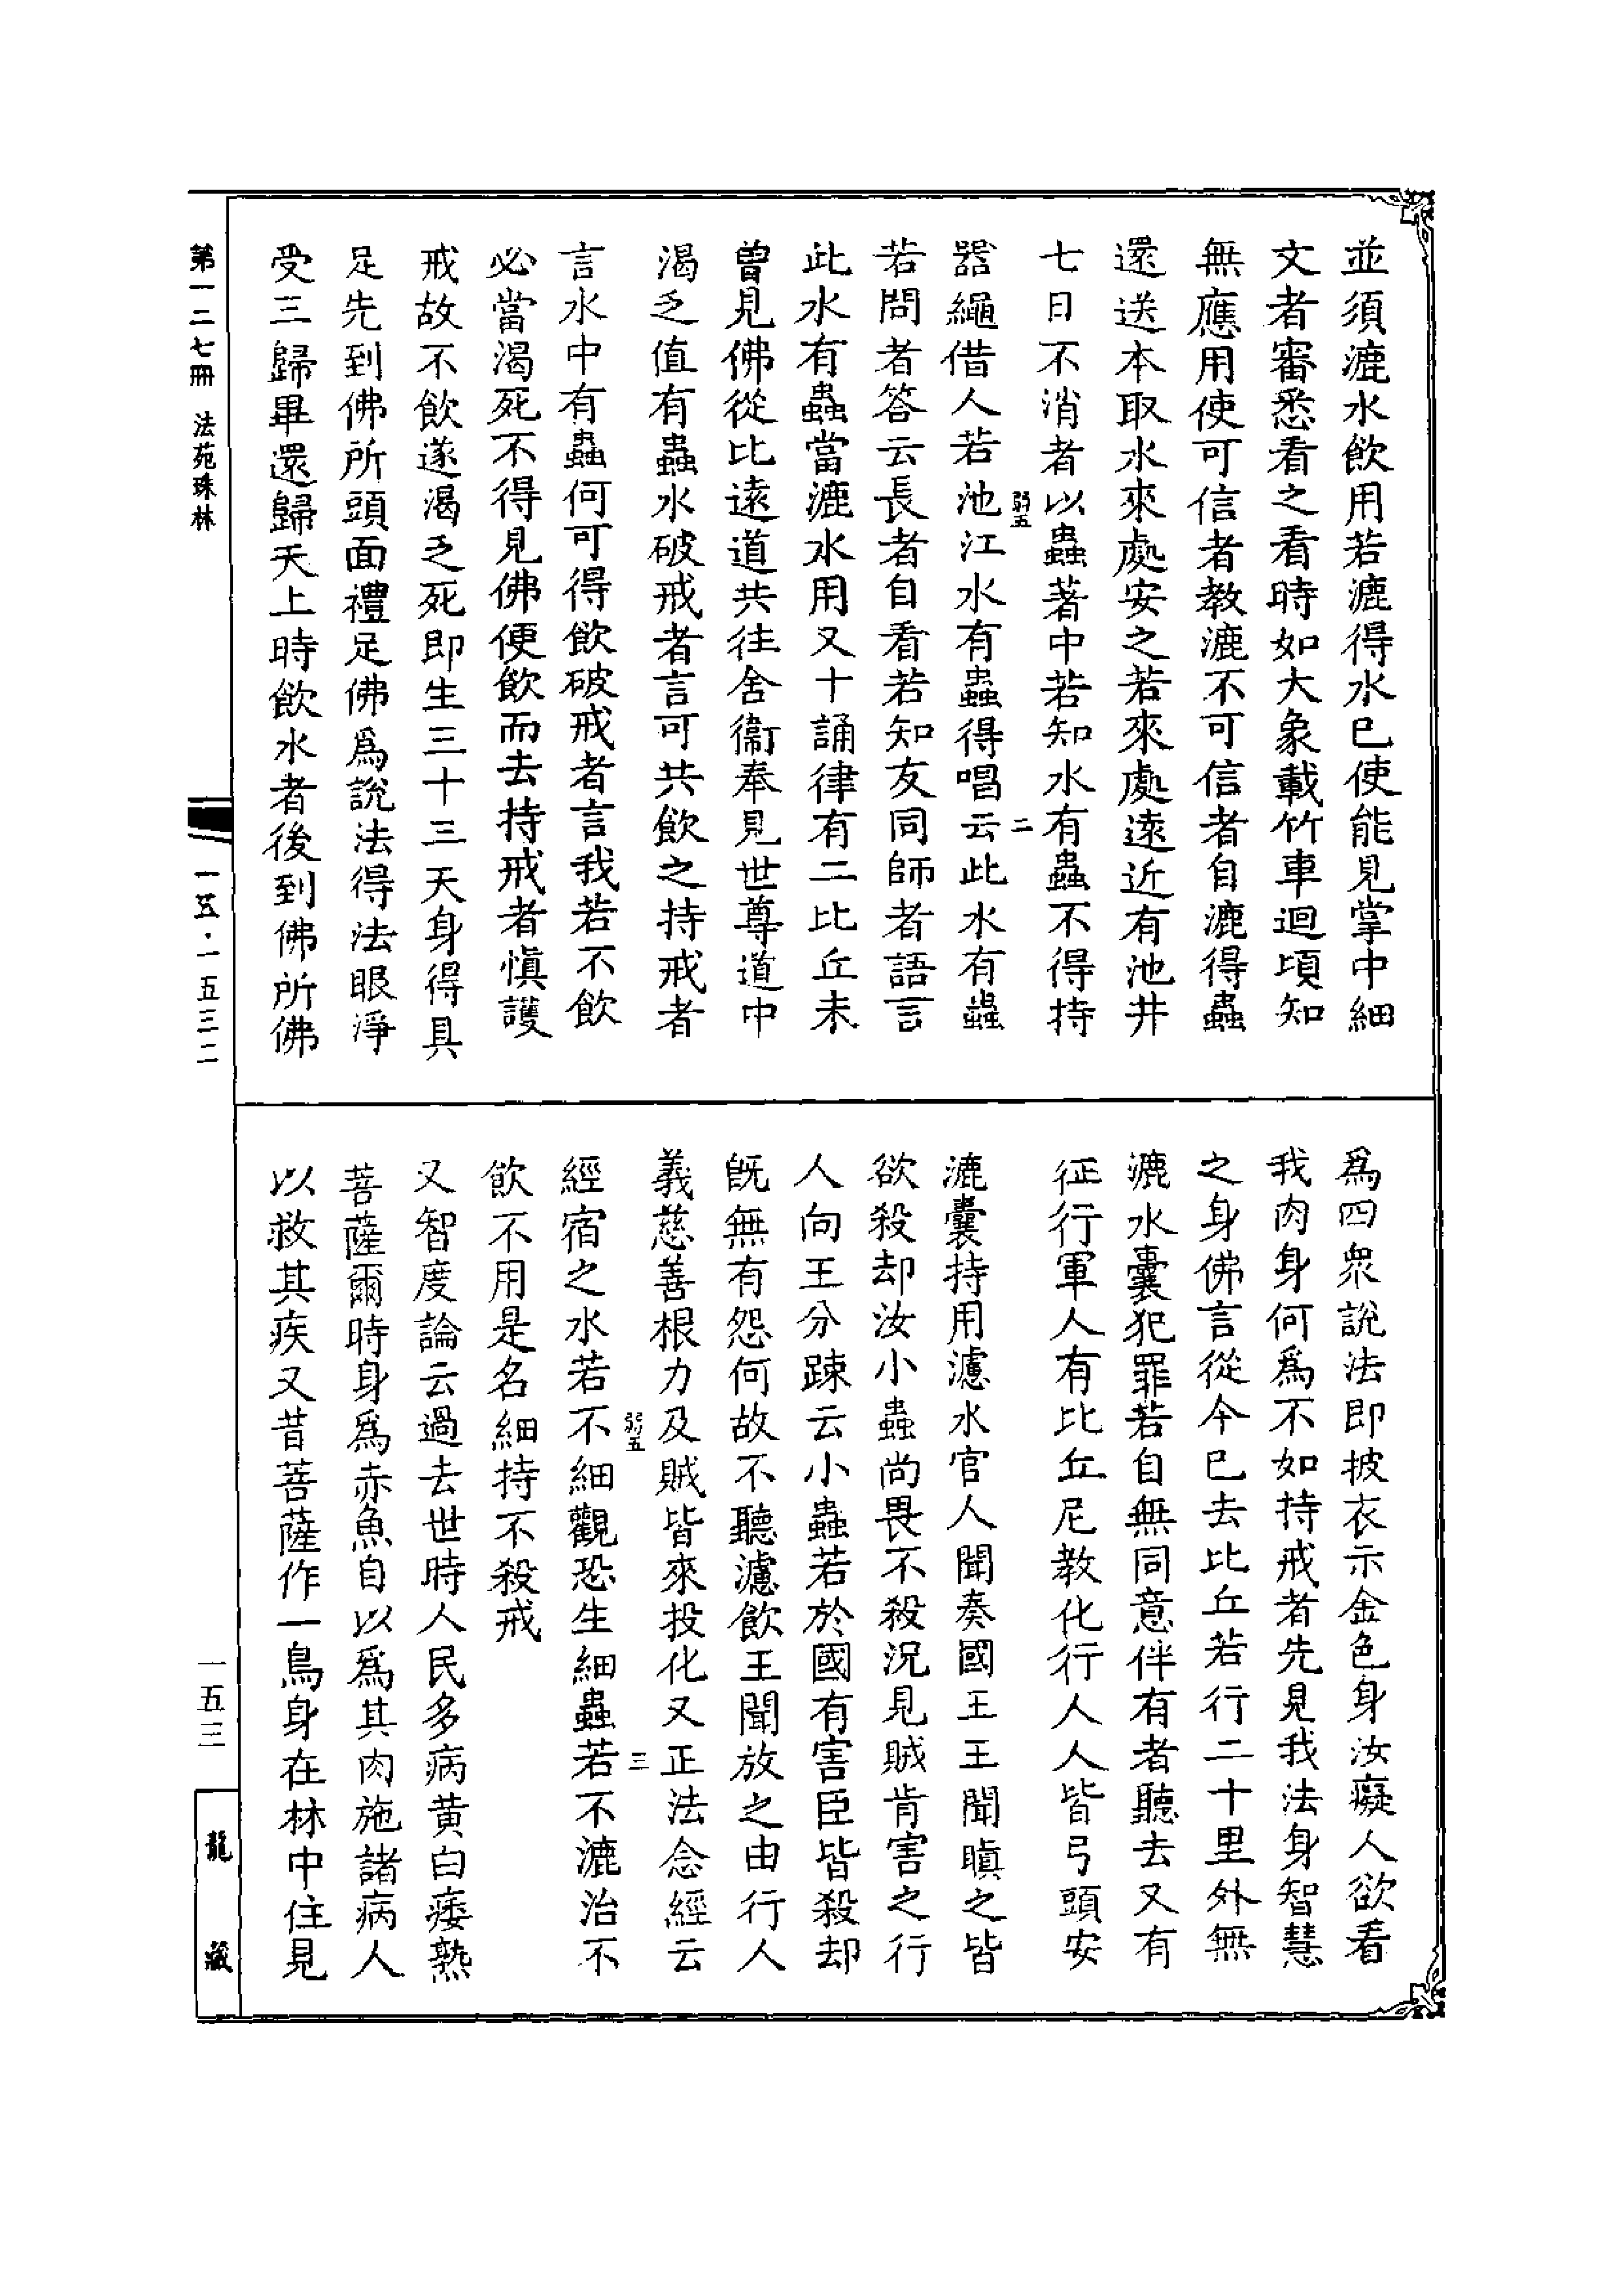 並須漉水飲用若漉得水已使能見掌中細
文者審悉看之看時如大象載竹車迴頃知
無應用使可信者教漉不可信者自漉得蟲
還送本取水來處安之若來處遠近有池井
七日不消者以蟲著中若知水有蟲不得持
弼五
二
器繩借人若池江水有蟲得唱云此水有蟲
若問者答云長者自看若知友同師者語言
此水有蟲當漉水用又十誦律有二比丘未
曾見佛從比遠道共往舍衞奉見世尊道中
渴乏值有蟲水破戒者言可共飲之持戒者
言水中有蟲何可得飲破戒者言我若不飲
必當渴死不得見佛便飲而去持戒者慎護
戒故不飲遂渴乏死即生三十三天身得具
足先到佛所頭面禮足佛爲說法得法眼淨
受三歸畢還歸天上時飲水者後到佛所佛
爲四衆說法即披衣示金色身汝癡人欲看
我肉身何爲不如持戒者先見我法身智慧
之身佛言從今已去比丘若行二十里外無
漉水囊犯罪若自無同意伴有者聽去又有
征行軍人有比丘尼教化行人人皆弓頭安
漉囊持用濾水官人聞奏國王王聞瞋之皆
欲殺却汝小蟲尚畏不殺況見賊肯害之行
人向王分踈云小蟲若於國有害臣皆殺却
旣無有怨何故不聽濾飲王聞放之由行人
義慈善根力及賊皆來投化又正法念經云
弼五
三
經宿之水若不細觀恐生細蟲若不漉治不
飲不用是名細持不殺戒
又智度論云過去世時人民多病黃白痿熱
菩薩爾時身爲赤魚自以爲其肉施諸病人
以救其疾又昔菩薩作一鳥身在林中住見
第一二七冊 法苑珠林
一五·一五三二
一五三
龍藏